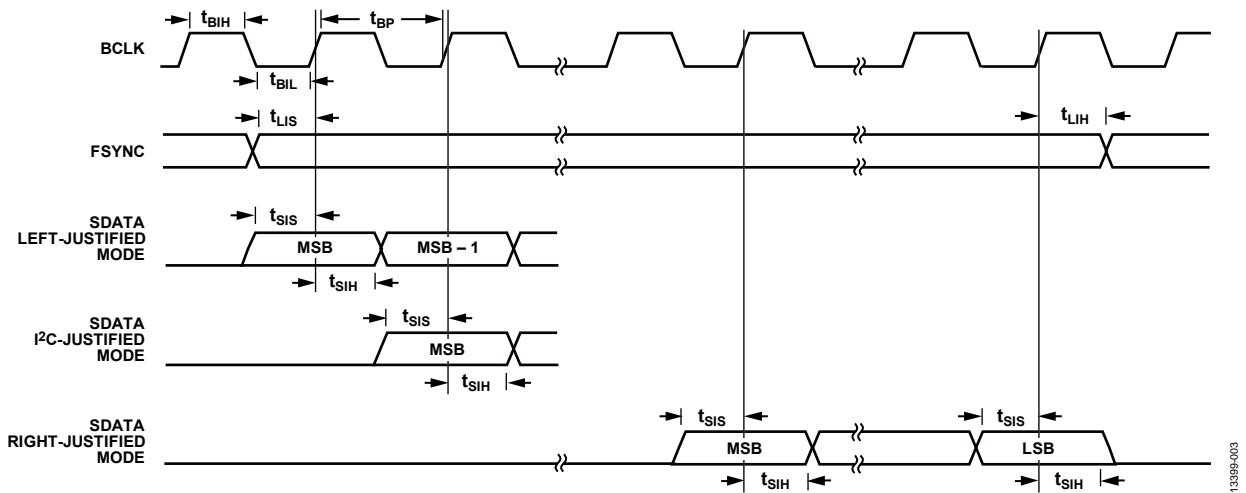 tBIH
tBP
BCLK
tBIL
tLIS
tLIH
FSYNC
SDATA
LEFT-JUSTIFIED
MODE
tSIS
MSB
MSB – 1
tSIH
SDATA
I2C-JUSTIFIED
MODE
tSIS
MSB
tSIH
SDATA
RIGHT-JUSTIFIED
MODE
tSIS
tSIS
MSB
LSB
tSIH
tSIH
13399-003